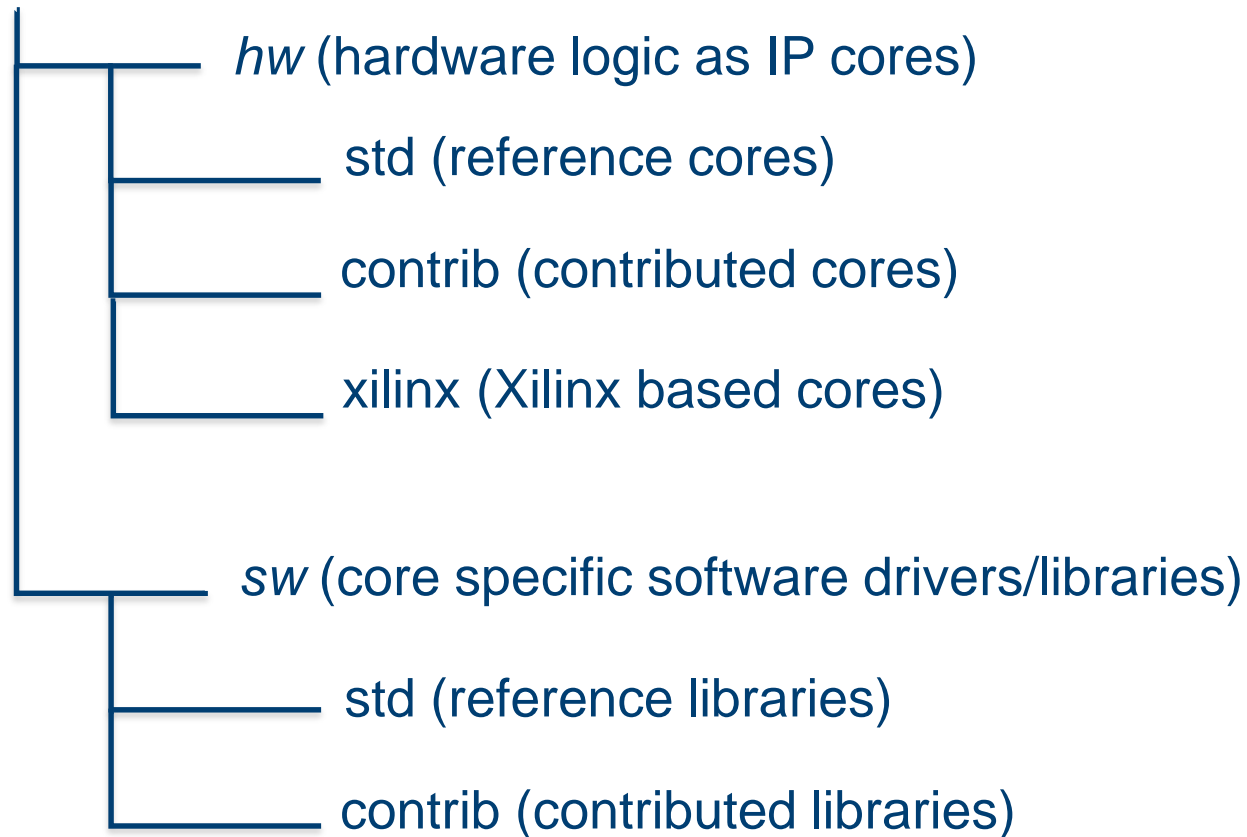 hw (hardware logic as IP cores)
std (reference cores)
contrib (contributed cores)
xilinx (Xilinx based cores)
sw (core specific software drivers/libraries)
std (reference libraries)
contrib (contributed libraries)